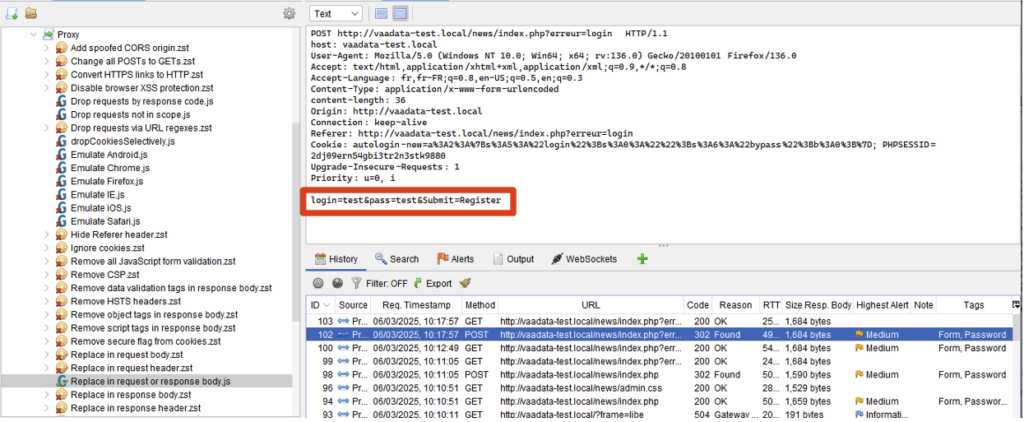 Proxy
Add spoofed CORS origin.zst
Change all POSTs to GETs.zst
Convert HTTPS links to HTTP.zst
Disable browser XSS protection.zst
Drop requests by response code.js
Drop requests not in scope.js
Drop requests via URL regexes.zst
dropCookiesSelectively.js
Emulate Android.js
Emulate Chrome.js
Emulate Firefox.js
Emulate IE.js
Emulate iOS.js
Emulate Safari.js
Hide Referer header.zst
Ignore cookies.zst
Remove all JavaScript form validation.zst
Remove CSP.zst
Remove data validation tags in response body.zst
Remove HSTS headers.zst
Remove object tags in response body.zst
Remove script tags in response body.zst
Remove secure flag from cookies.zst
Replace in request body.zst
Replace in request header.zst
Replace in request or response body.js
Replace in response body.zst
Replace in response header.zst
Text
POST http://vaadata-test.local/news/index.php?erreur=login HTTP/1.1
host: vaadata-test.local
User-Agent: Mozilla/5.0 (Windows NT 10.0; Win64; x64; rv:136.0) Gecko/20100101 Firefox/136.0
Accept: text/html,application/xhtml+xml,application/xml;q=0.9,*/*;q=0.8
Accept-Language: fr,fr-FR;q=0.8,en-US;q=0.5,en;q=0.3
Content-Type: application/x-www-form-urlencoded
content-length: 36
Origin: http://vaadata-test.local
Connection: keep-alive
Referer: http://vaadata-test.local/news/index.php?erreur=login
Cookie: autologin-new=a%3A2%3A%7Bs%3A5%3A%22login%22%3Bs%3A0%3A%22%22%3Bs%3A6%3A%22bypass%22%3Bb%3A0%3B%7D; PHPSESSID=
2dj09ern54gbi3tr2n3stk9880
Upgrade-Insecure-Requests: 1
Priority: u=0, i
login=test&pass=test&Submit=Register
History Search Alerts Output WebSockets
Filter: OFF Export
ID Source Req. Timestamp Method URL Code Reason RTT Size Resp. Body Highest Alert Note Tags
103 Pr... 06/03/2025, 10:17:57 GET http://vaadata-test.local/news/index.php?err... 200 OK 25... 1,684 bytes
102 Pr... 06/03/2025, 10:17:57 POST http://vaadata-test.local/news/index.php?err... 302 Found 49... 1,684 bytes Medium Form, Password
100 Pr... 06/03/2025, 10:12:49 GET http://vaadata-test.local/news/index.php?err... 200 OK 54... 1,684 bytes Medium Form, Password
99 Pr... 06/03/2025, 10:11:05 GET http://vaadata-test.local/news/index.php?err... 200 OK 24... 1,684 bytes
98 Pr... 06/03/2025, 10:11:05 POST http://vaadata-test.local/news/index.php 302 Found 50... 1,590 bytes Medium Form, Password
96 Pr... 06/03/2025, 10:10:51 GET http://vaadata-test.local/news/admin.css 200 OK 28... 1,529 bytes
94 Pr... 06/03/2025, 10:10:51 GET http://vaadata-test.local/news/index.php 200 OK 50... 1,659 bytes Medium Form, Passwor...
93 Pr... 06/03/2025, 10:10:11 GET http://vaadata-test.local/?frame=libe 504 Gateway ... 20... 191 bytes Informati...